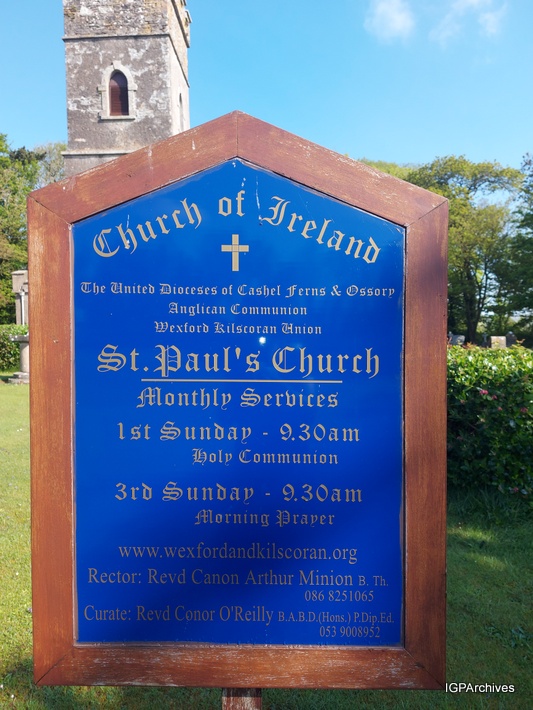 Church of Ireland
The United Dioceses of Cashel Ferns & Ossory
Anglican Communion
Wexford Kilscoran Union
St.Paul's Church
Monthly Services
1st Sunday - 9.30am
Holy Communion
3rd Sunday - 9.30am
Morning Prayer
www.wexfordandkilscoran.org
Rector: Revd Canon Arthur Minion B. Th.
086 8251065
Curate: Revd Conor O'Reilly B.A.B.D.(Hons.) P.Dip.Ed.
053 9008952
IGPArchives